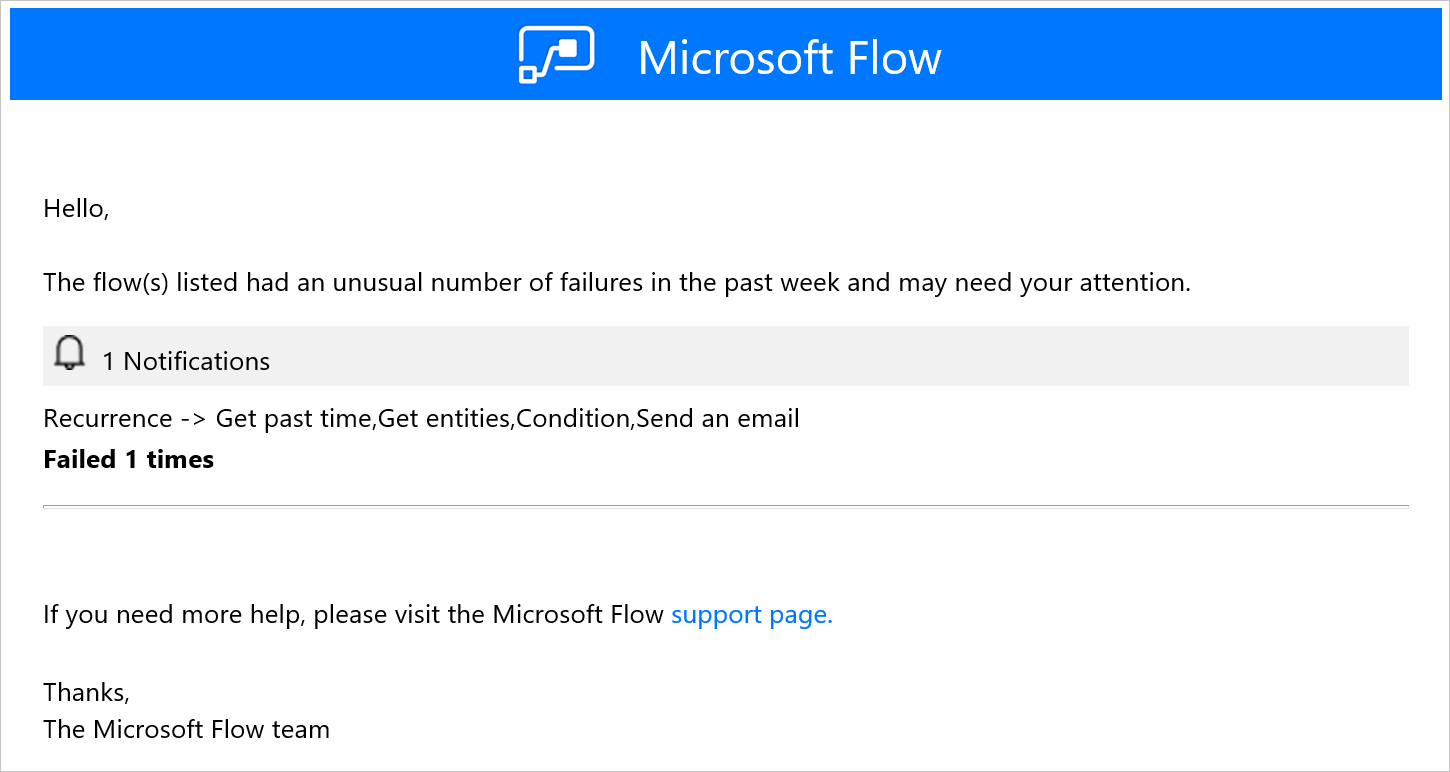 Microsoft Flow
Hello,
The flow(s) listed had an unusual number of failures in the past week and may need your attention.
1 Notifications
Recurrence -> Get past time,Get entities,Condition,Send an email
Failed 1 times
If you need more help, please visit the Microsoft Flow support page.
Thanks,
The Microsoft Flow team